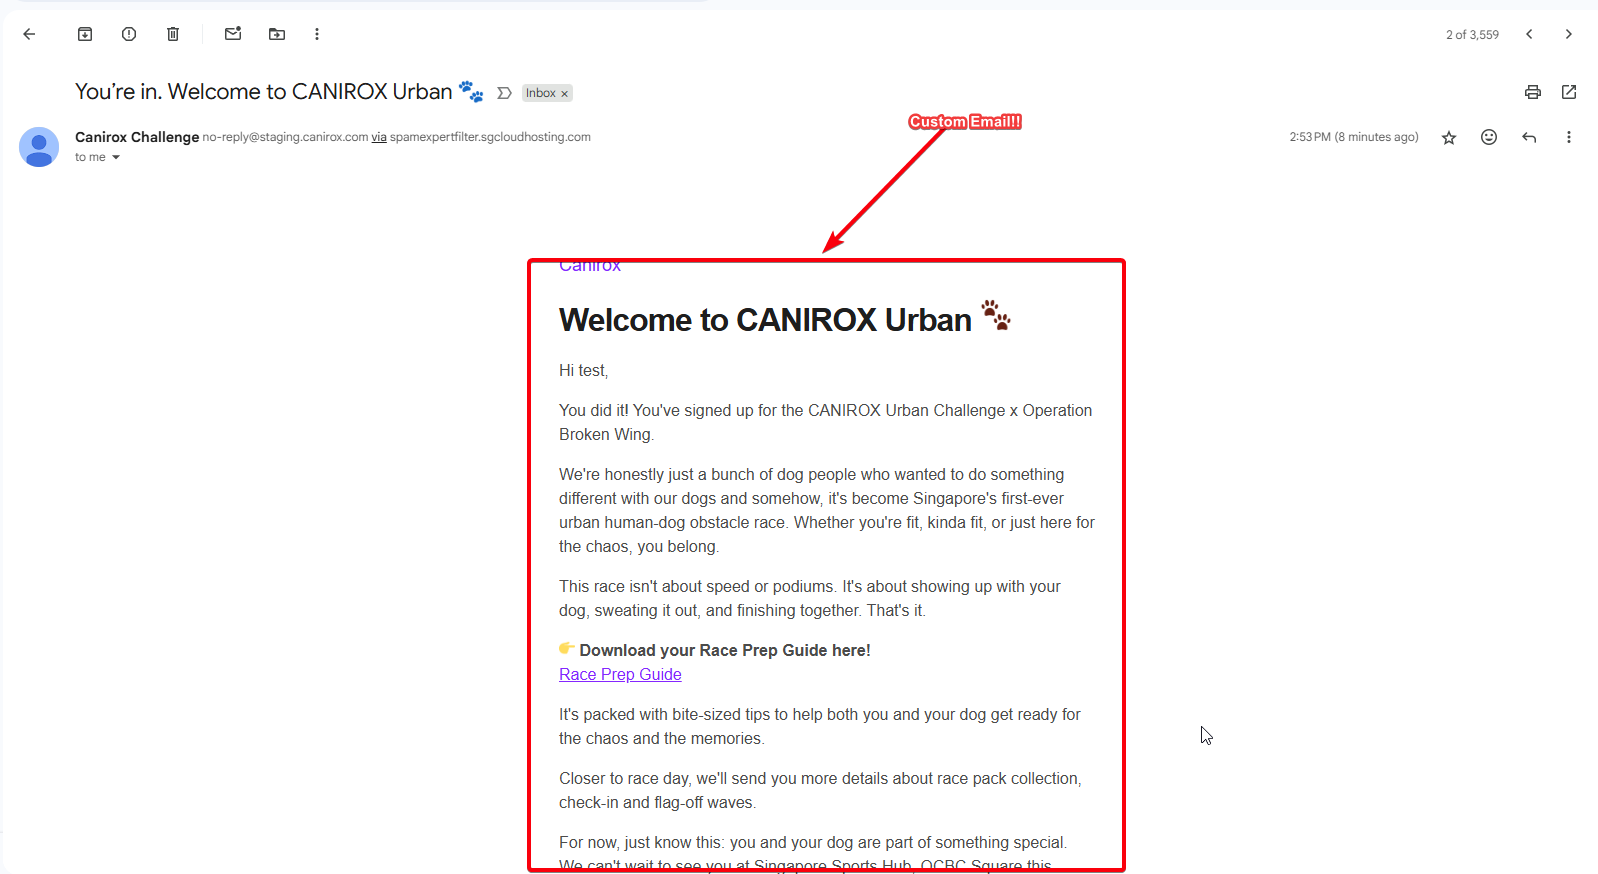 2 of 3,559
You're in. Welcome to CANIROX Urban 🐾 Inbox ×
Custom Email!!
Canirox Challenge no-reply@staging.canirox.com via spamexpertfilter.sgcloudhosting.com
2:53 PM (8 minutes ago)
to me
Canirox
Welcome to CANIROX Urban 🐾
Hi test,
You did it! You've signed up for the CANIROX Urban Challenge x Operation
Broken Wing.
We're honestly just a bunch of dog people who wanted to do something
different with our dogs and somehow, it's become Singapore's first-ever
urban human-dog obstacle race. Whether you're fit, kinda fit, or just here for
the chaos, you belong.
This race isn't about speed or podiums. It's about showing up with your
dog, sweating it out, and finishing together. That's it.
👉 Download your Race Prep Guide here!
Race Prep Guide
It's packed with bite-sized tips to help both you and your dog get ready for
the chaos and the memories.
Closer to race day, we'll send you more details about race pack collection,
check-in and flag-off waves.
For now, just know this: you and your dog are part of something special.
We can't wait to see you at Singapore Sports Hub, OCBC Square this